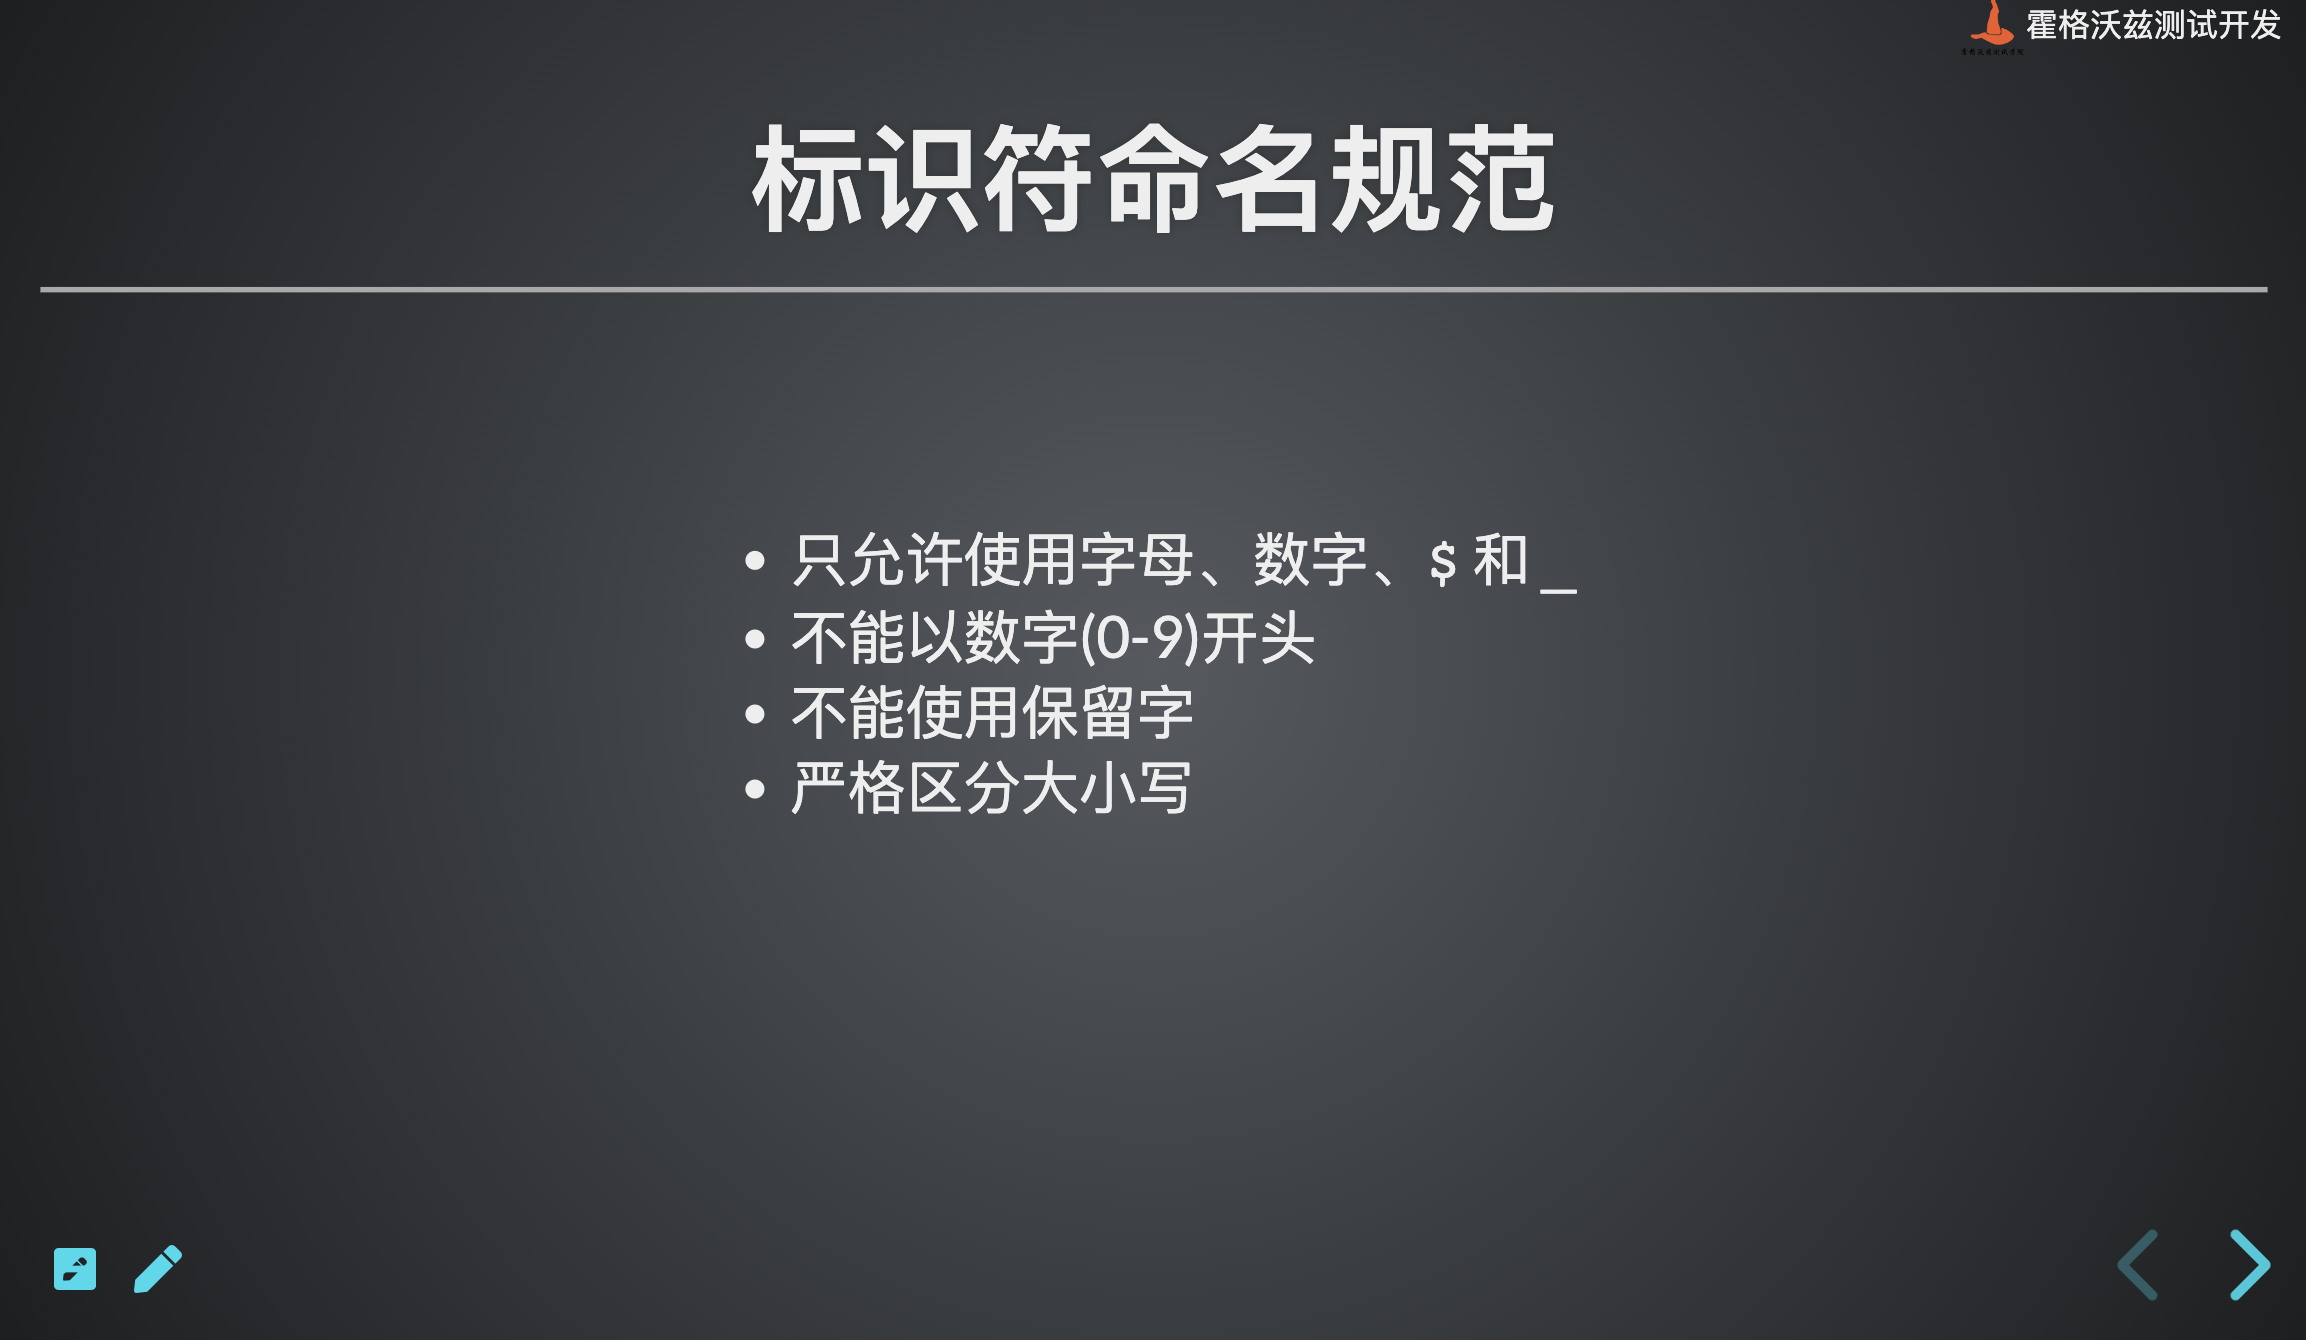 霍格沃兹测试开发
标识符命名规范
只允许使用字母、数字、$ 和 _
不能以数字(0-9)开头
不能使用保留字
严格区分大小写